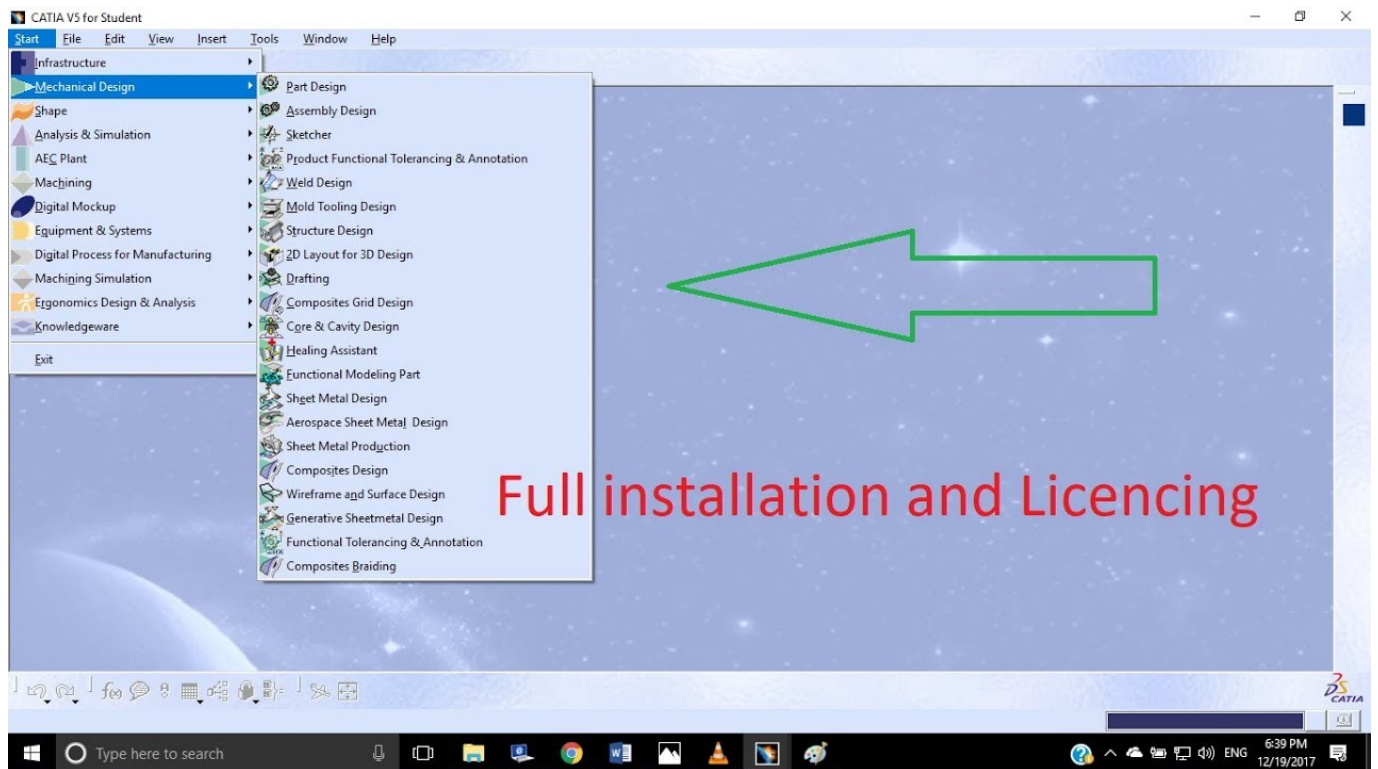 CATIA V5 for Student
Start File Edit View Insert Tools Window Help
Infrastructure
Mechanical Design
Shape
Analysis & Simulation
AEC Plant
Machining
Digital Mockup
Equipment & Systems
Digital Process for Manufacturing
Machining Simulation
Ergonomics Design & Analysis
Knowledgeware
Exit
Part Design
Assembly Design
Sketcher
Product Functional Tolerancing & Annotation
Weld Design
Mold Tooling Design
Structure Design
2D Layout for 3D Design
Drafting
Composites Grid Design
Core & Cavity Design
Healing Assistant
Functional Modeling Part
Sheet Metal Design
Aerospace Sheet Metal Design
Sheet Metal Production
Composites Design
Wireframe and Surface Design
Generative Sheetmetal Design
Functional Tolerancing & Annotation
Composites Braiding
Full installation and Licencing
f(x)
DS CATIA
Type here to search
ENG
6:39 PM
12/19/2017